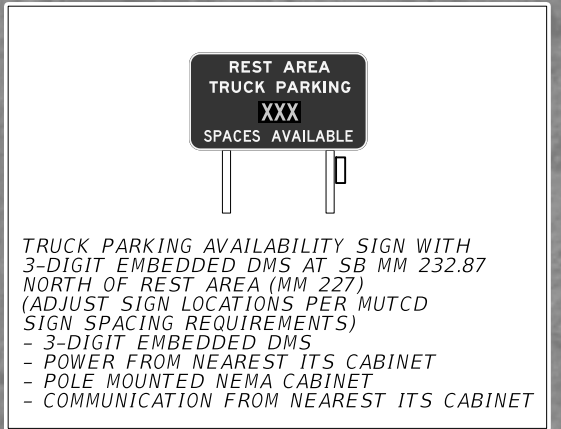 REST AREA
TRUCK PARKING
XXX
SPACES AVAILABLE
TRUCK PARKING AVAILABILITY SIGN WITH
3-DIGIT EMBEDDED DMS AT SB MM 232.87
NORTH OF REST AREA (MM 227)
(ADJUST SIGN LOCATIONS PER MUTCD
SIGN SPACING REQUIREMENTS)
- 3-DIGIT EMBEDDED DMS
- POWER FROM NEAREST ITS CABINET
- POLE MOUNTED NEMA CABINET
- COMMUNICATION FROM NEAREST ITS CABINET